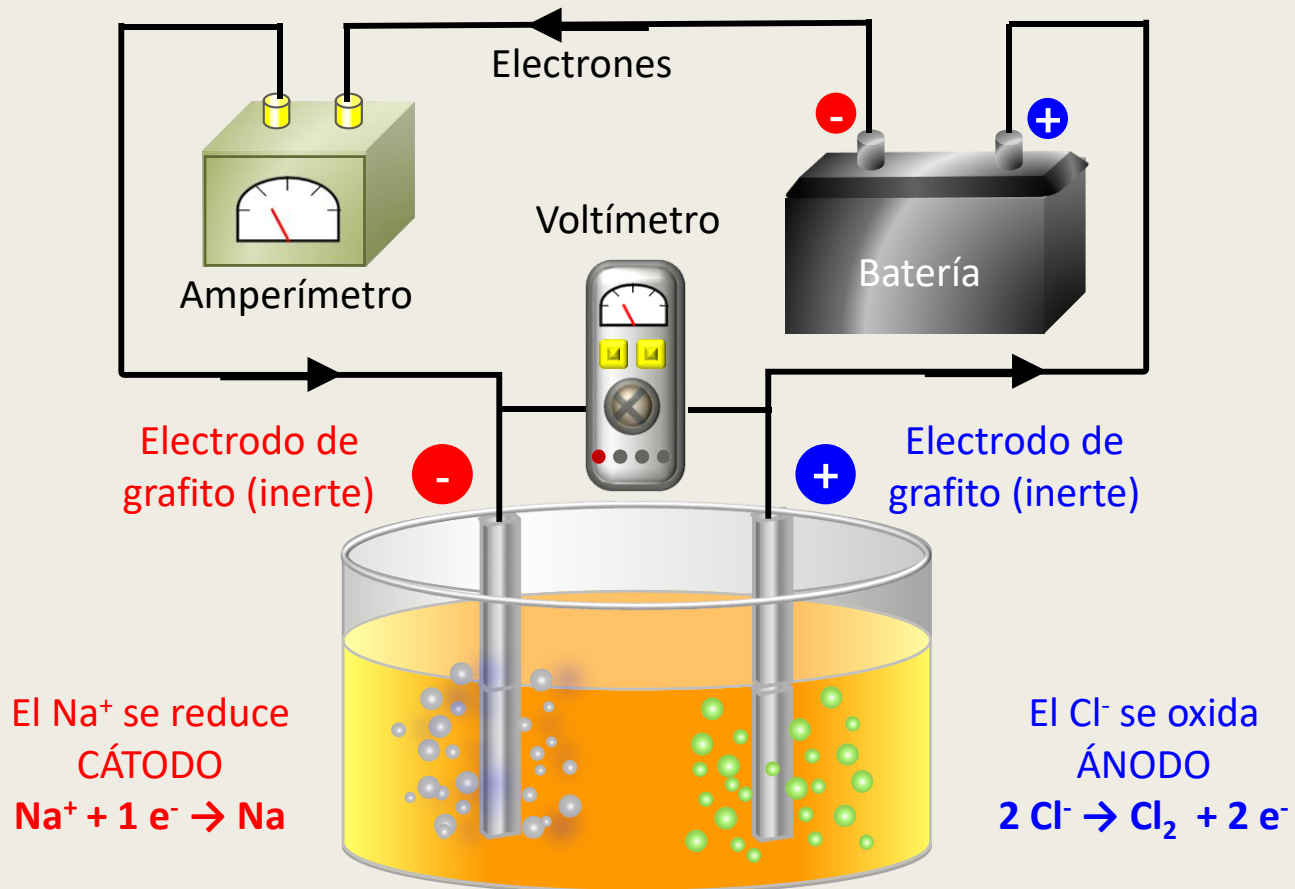 Electrones
-
+
Voltímetro
Batería
Amperímetro
Electrodo de
grafito (inerte)
-
+
Electrodo de
grafito (inerte)
El Na⁺ se reduce
CÁTODO
Na⁺ + 1 e⁻ → Na
El Cl⁻ se oxida
ÁNODO
2 Cl⁻ → Cl₂ + 2 e⁻